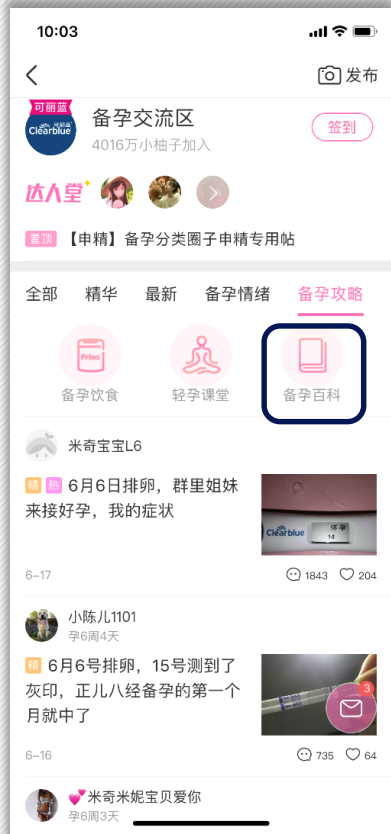 10:03
发布
可丽蓝
Clearblue
备孕交流区
4016万小柚子加入
签到
达人堂
置顶 【申精】备孕分类圈子申精专用帖
全部 精华 最新 备孕情绪 备孕攻略
Friso
备孕饮食 轻孕课堂 备孕百科
米奇宝宝L6
精 热 6月6日排卵，群里姐妹
来接好孕，我的症状
Clearblue
怀孕
1-2
6-17 1843 204
小陈儿1101
孕6周4天
精 6月6号排卵，15号测到了
灰印，正儿八经备孕的第一个
月就中了
3
6-16 735 64
💕米奇米妮宝贝爱你
孕6周3天